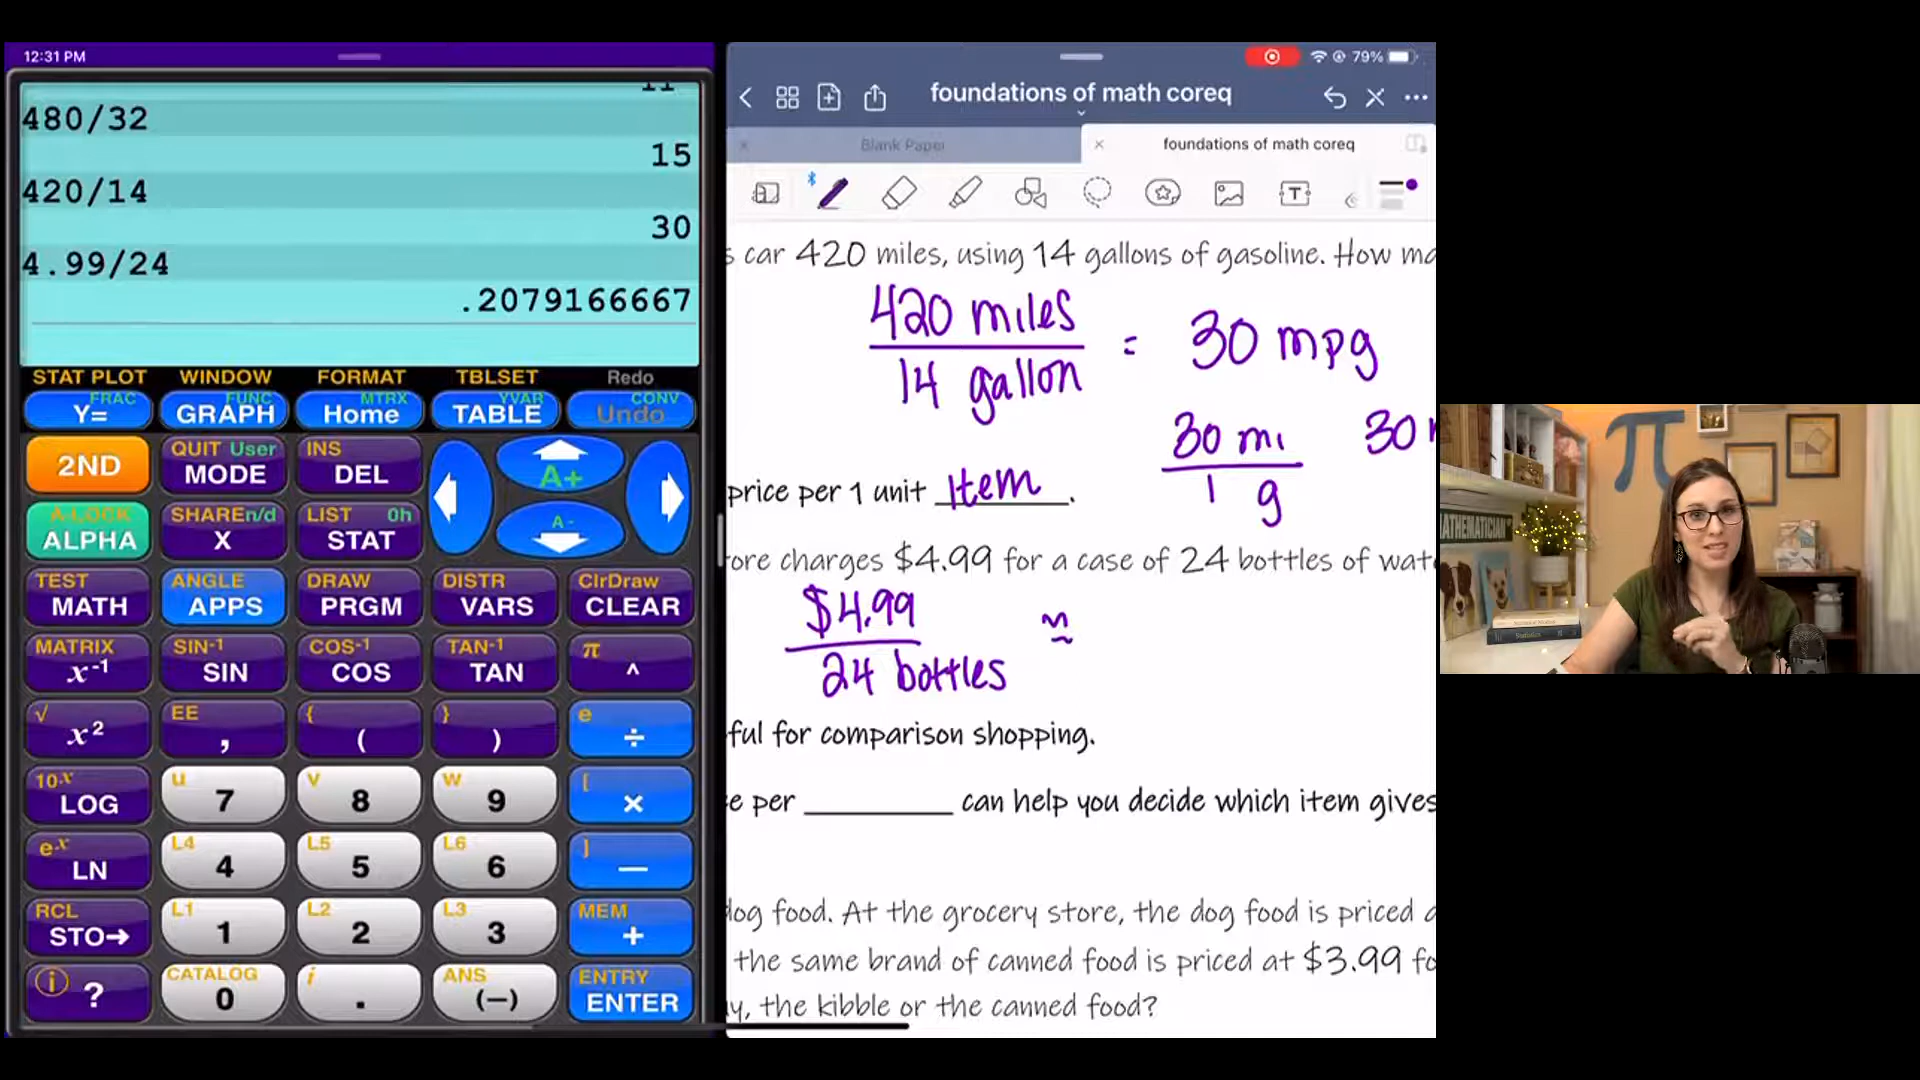 12:31 PM
11
480/32
15
420/14
30
4.99/24
.2079166667
STAT PLOT WINDOW FORMAT TBLSET Redo
FRAC FUNC MTRX YVAR CONV
Y= GRAPH Home TABLE Undo
QUIT User INS
2ND MODE DEL A+
A-LOCK SHARE n/d LIST 0h A-
ALPHA X STAT
TEST ANGLE DRAW DISTR ClrDraw
MATH APPS PRGM VARS CLEAR
MATRIX SIN-1 COS-1 TAN-1 π
x-1 SIN COS TAN ^
√ EE { } e
x2 , ( ) ÷
10x u v w [
LOG 7 8 9 ×
ex L4 L5 L6 ]
LN 4 5 6 —
RCL L1 L2 L3 MEM
STO➔ 1 2 3 +
i CATALOG i ANS ENTRY
? 0 . (—) ENTER
79%
foundations of math coreq
Blank Paper
foundations of math coreq
T
s car 420 miles, using 14 gallons of gasoline. How
420 miles
14 gallon
= 30 mpg
30 mi
1 g
30
price per 1 unit Item.
ore charges $4.99 for a case of 24 bottles of
$4.99
24 bottles
≈
ful for comparison shopping.
e per ________ can help you decide which item gives
dog food. At the grocery store, the dog food is priced
the same brand of canned food is priced at $3.99
y, the kibble or the canned food?
π
MATHEMATICIAN